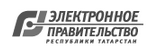 ЭЛЕКТРОННОЕ
ПРАВИТЕЛЬСТВО
РЕСПУБЛИКИ ТАТАРСТАН